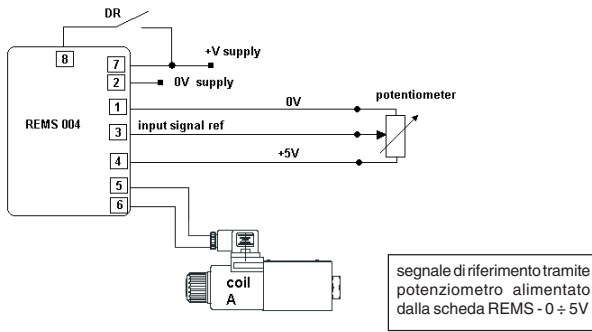 DR
8
7
+V supply
2
0V supply
1
0V
potentiometer
REMS 004
3
input signal ref
4
+5V
5
6
coil
A
segnale di riferimento tramite
potenziometro alimentato
dalla scheda REMS - 0 ÷ 5V